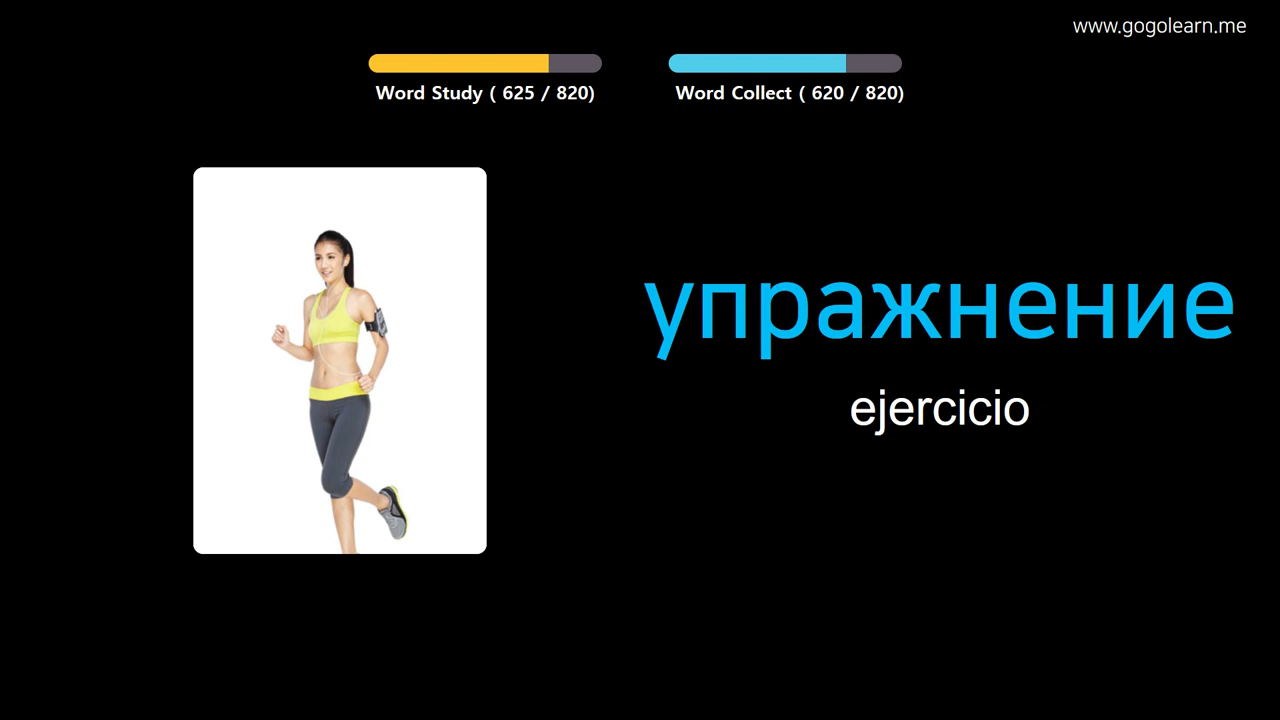 www.gogolearn.me
Word Study ( 625 / 820)
Word Collect ( 620 / 820)
упражнение
ejercicio